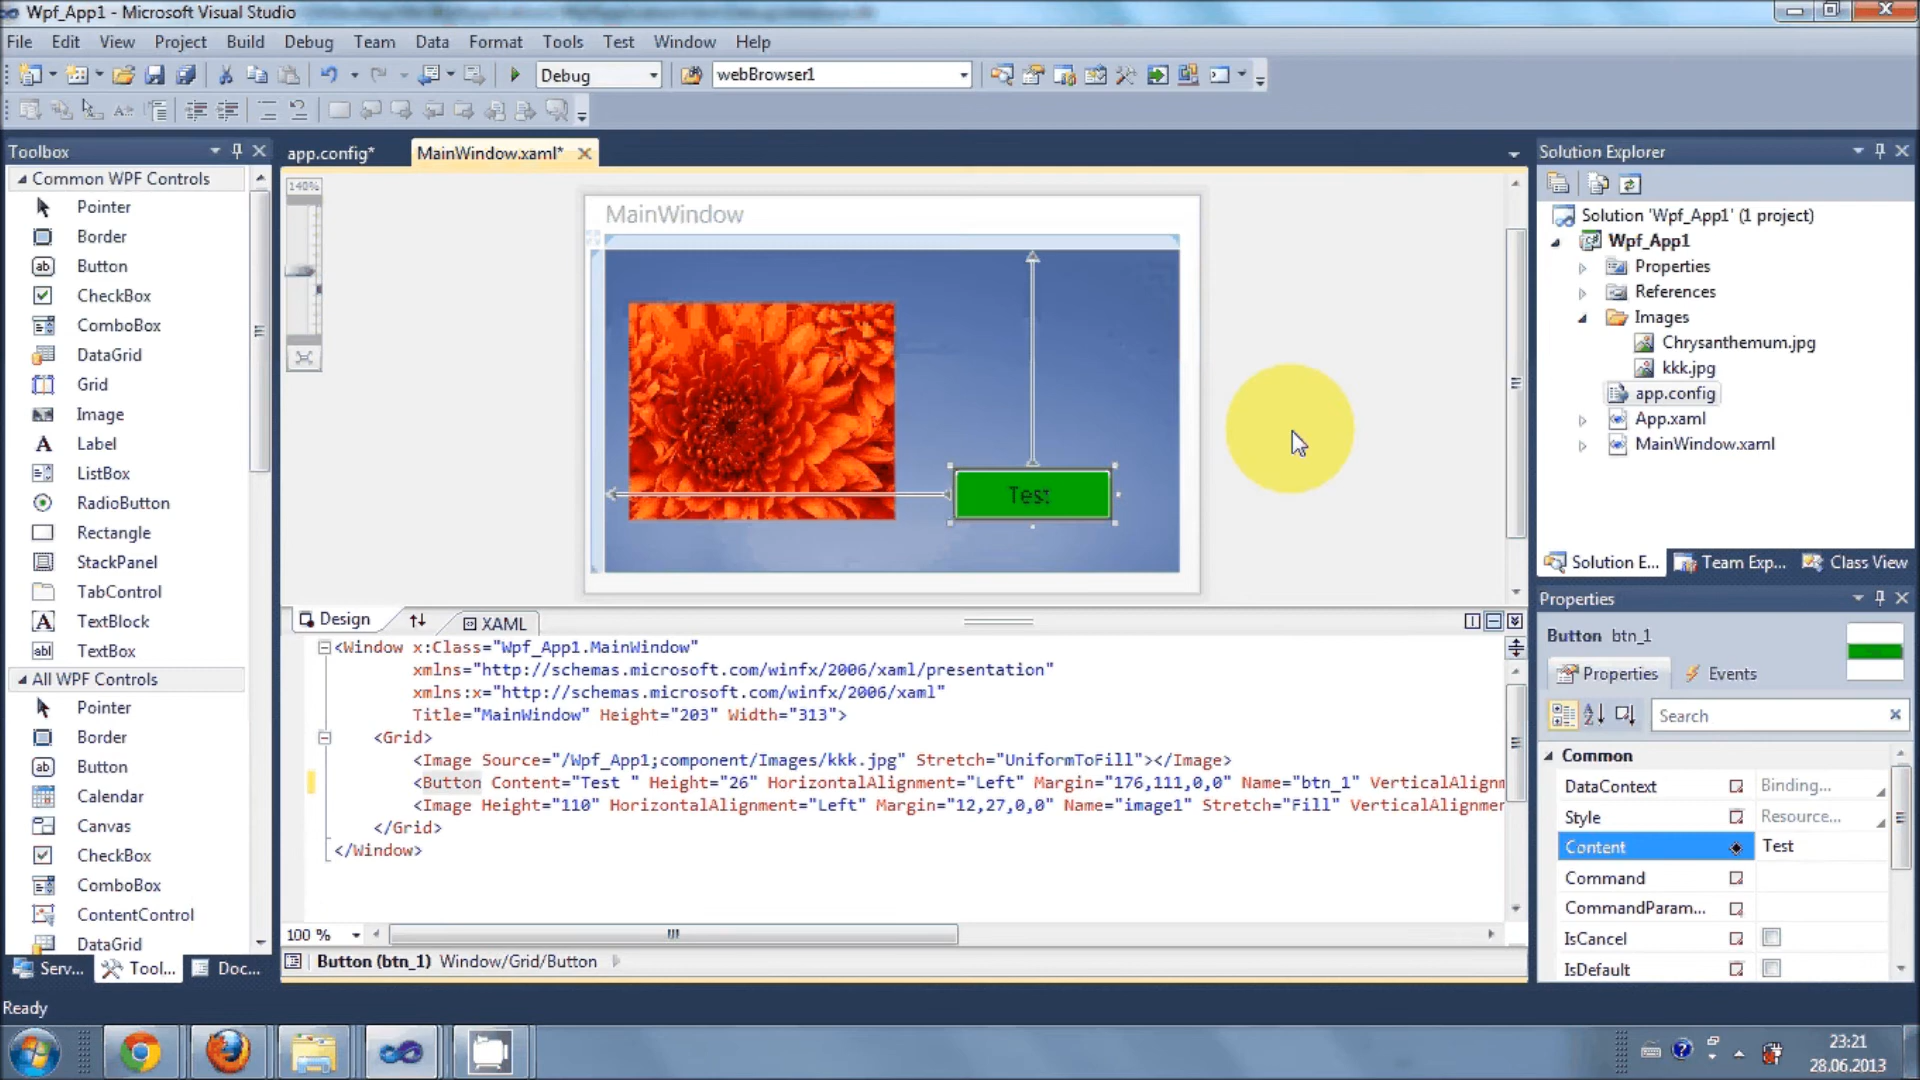 Wpf_App1 - Microsoft Visual Studio
File Edit View Project Build Debug Team Data Format Tools Test Window Help
Debug webBrowser1
Toolbox
Common WPF Controls
Pointer
Border
Button
CheckBox
ComboBox
DataGrid
Grid
Image
Label
ListBox
RadioButton
Rectangle
StackPanel
TabControl
TextBlock
TextBox
All WPF Controls
Pointer
Border
Button
Calendar
Canvas
CheckBox
ComboBox
ContentControl
DataGrid
Serv... Tool... Doc...
app.config* MainWindow.xaml*
140%
MainWindow
Test
Design XAML
<Window x:Class="Wpf_App1.MainWindow"
xmlns="http://schemas.microsoft.com/winfx/2006/xaml/presentation"
xmlns:x="http://schemas.microsoft.com/winfx/2006/xaml"
Title="MainWindow" Height="203" Width="313">
<Grid>
<Image Source="/Wpf_App1;component/Images/kkk.jpg" Stretch="UniformToFill"></Image>
<Button Content="Test " Height="26" HorizontalAlignment="Left" Margin="176,111,0,0" Name="btn_1" VerticalAlignm
<Image Height="110" HorizontalAlignment="Left" Margin="12,27,0,0" Name="image1" Stretch="Fill" VerticalAlignmer
</Grid>
</Window>
100 %
Button (btn_1) Window/Grid/Button
Solution Explorer
Solution 'Wpf_App1' (1 project)
Wpf_App1
Properties
References
Images
Chrysanthemum.jpg
kkk.jpg
app.config
App.xaml
MainWindow.xaml
Solution E... Team Exp... Class View
Properties
Button btn_1
Properties Events
Search
Common
DataContext Binding...
Style Resource...
Content Test
Command
CommandParam...
IsCancel
IsDefault
Ready
23:21
28.06.2013